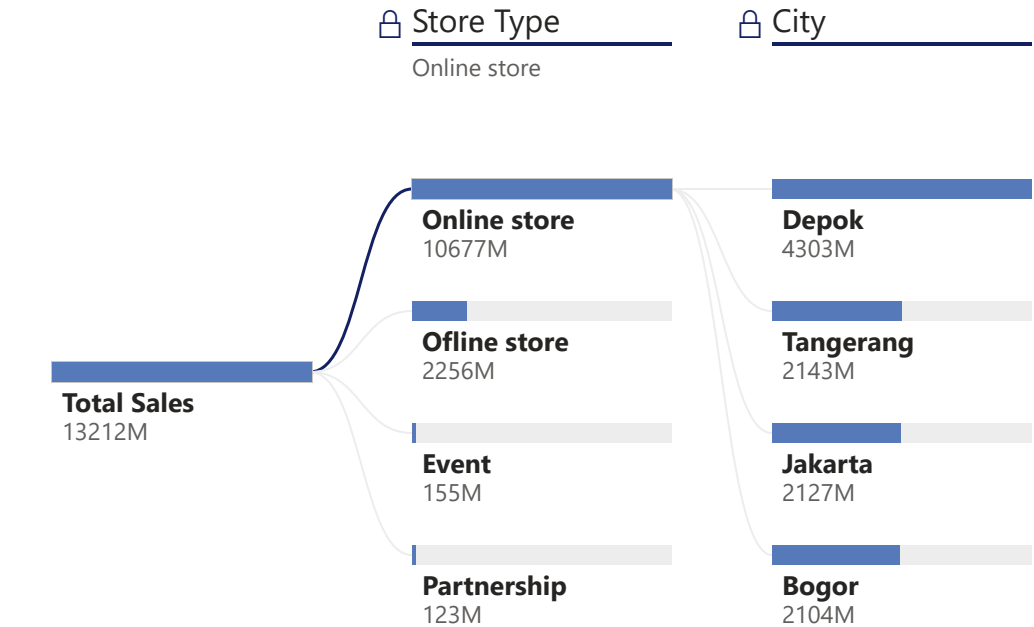 Store Type
City
Online store
Online store
10677M
Depok
4303M
Ofline store
2256M
Tangerang
2143M
Total Sales
13212M
Event
155M
Jakarta
2127M
Partnership
123M
Bogor
2104M